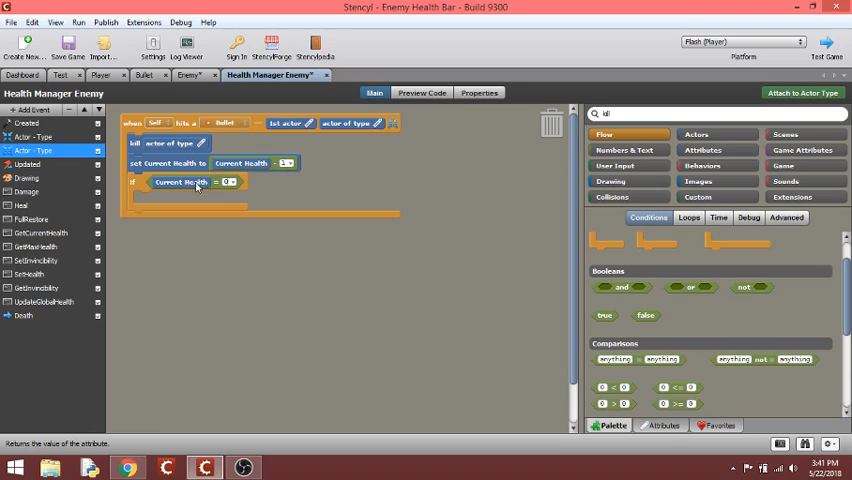 Stencyl - Enemy Health Bar - Build 9300
File Edit View Run Publish Extensions Debug Help
Create New... Save Game Import... Settings Log Viewer Sign In StencylForge Stencylpedia
Flash (Player)
Platform
Test Game
Dashboard Test Player Bullet Enemy* Health Manager Enemy*
+ Add Event
Main Preview Code Properties
Attach to Actor Type
Created
Actor - Type
Actor - Type
Updated
Drawing
Damage
Heal
FullRestore
GetCurrentHealth
GetMaxHealth
SetInvincibility
SetHealth
GetInvincibility
UpdateGlobalHealth
Death
when Self hits a Bullet — 1st actor actor of type
kill actor of type
set Current Health to Current Health - 1
if Current Health = 0
kill
Flow Actors Scenes
Numbers & Text Attributes Game Attributes
User Input Behaviors Game
Drawing Images Sounds
Collisions Custom Extensions
Conditions Loops Time Debug Advanced
Booleans
and or not
true false
Comparisons
anything = anything anything not = anything
0 < 0 0 <= 0
0 > 0 0 >= 0
Palette Attributes Favorites
Returns the value of the attribute.
3:41 PM
5/22/2018